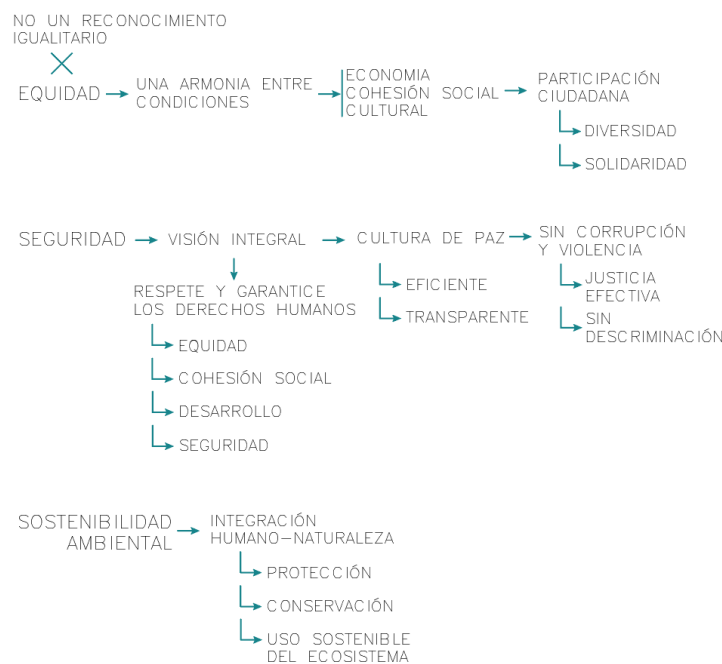 NO UN RECONOCIMIENTO
IGUALITARIO
EQUIDAD
UNA ARMONIA ENTRE
CONDICIONES
ECONOMIA
COHESIÓN SOCIAL
CULTURAL
PARTICIPACIÓN
CIUDADANA
DIVERSIDAD
SOLIDARIDAD
SEGURIDAD
VISIÓN INTEGRAL
RESPETE Y GARANTICE
LOS DERECHOS HUMANOS
EQUIDAD
COHESIÓN SOCIAL
DESARROLLO
SEGURIDAD
CULTURA DE PAZ
EFICIENTE
TRANSPARENTE
SIN CORRUPCIÓN
Y VIOLENCIA
JUSTICIA
EFECTIVA
SIN
DESCRIMINACIÓN
SOSTENIBILIDAD
AMBIENTAL
INTEGRACIÓN
HUMANO-NATURALEZA
PROTECCIÓN
CONSERVACIÓN
USO SOSTENIBLE
DEL ECOSISTEMA